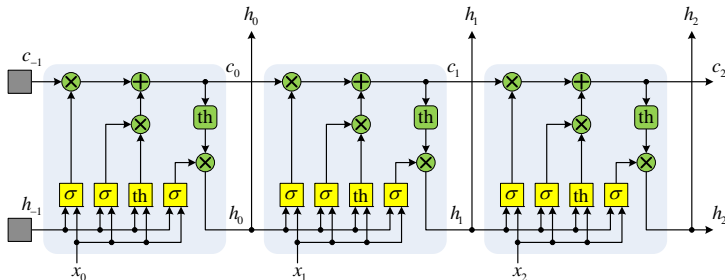 h₀ h₁ h₂
c₋₁ c₀ c₁ c₂
× + × + × +
th th th
× × ×
× × ×
σ σ th σ σ σ th σ σ σ th σ
h₋₁ h₀ h₁ h₂
x₀ x₁ x₂